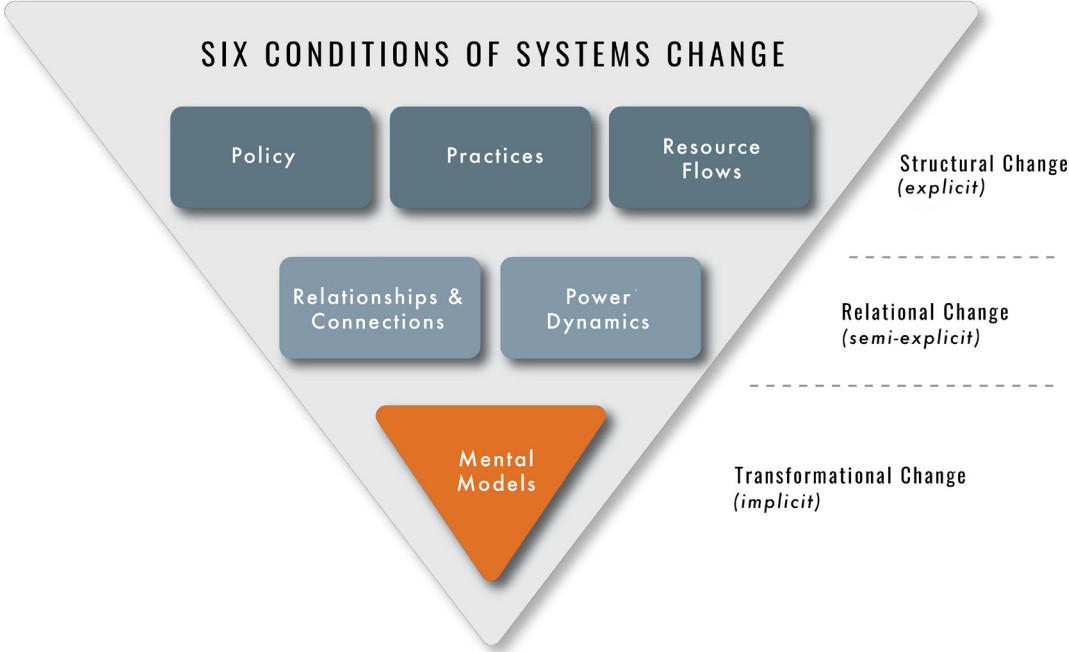 SIX CONDITIONS OF SYSTEMS CHANGE
Policy
Practices
Resource
Flows
Structural Change
(explicit)
Relationships &
Connections
Power
Dynamics
Relational Change
(semi-explicit)
Mental
Models
Transformational Change
(implicit)